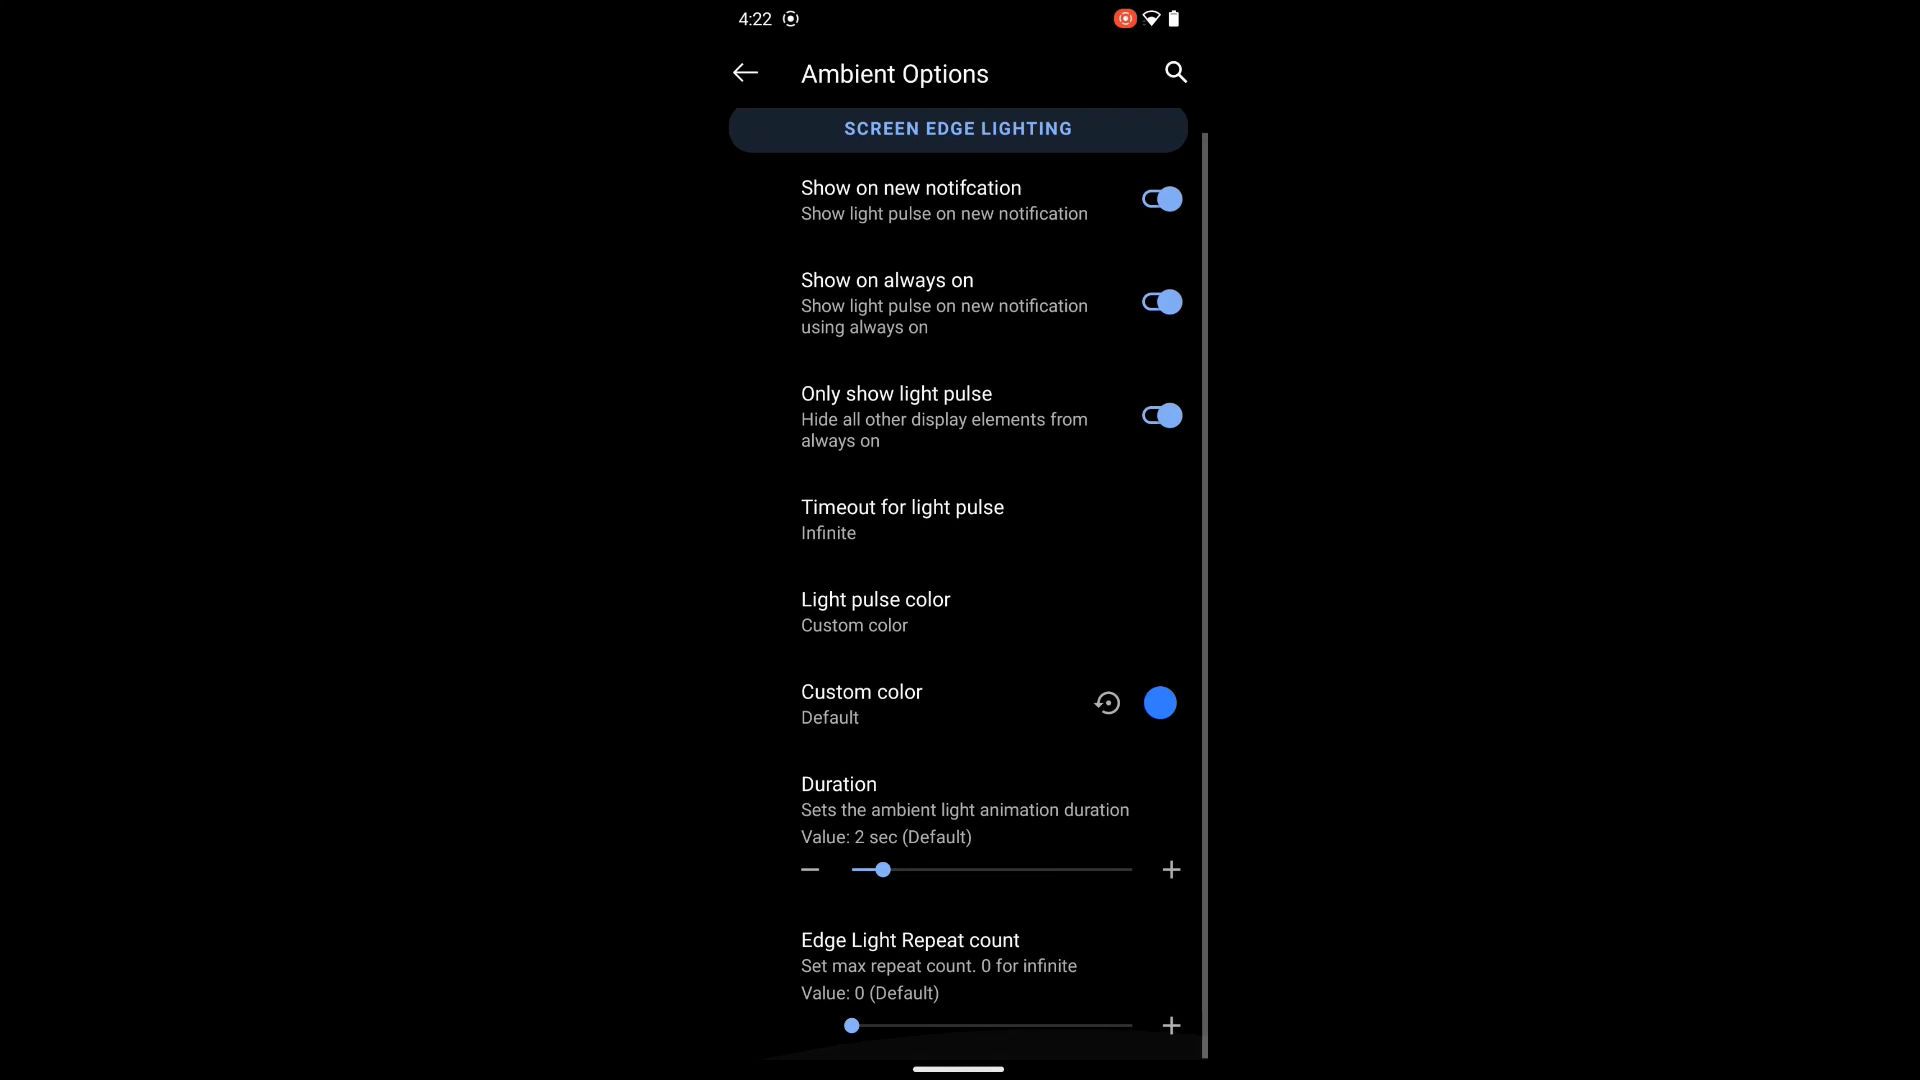 4:22
Ambient Options
SCREEN EDGE LIGHTING
Show on new notifcation
Show light pulse on new notification
Show on always on
Show light pulse on new notification
using always on
Only show light pulse
Hide all other display elements from
always on
Timeout for light pulse
Infinite
Light pulse color
Custom color
Custom color
Default
Duration
Sets the ambient light animation duration
Value: 2 sec (Default)
Edge Light Repeat count
Set max repeat count. 0 for infinite
Value: 0 (Default)